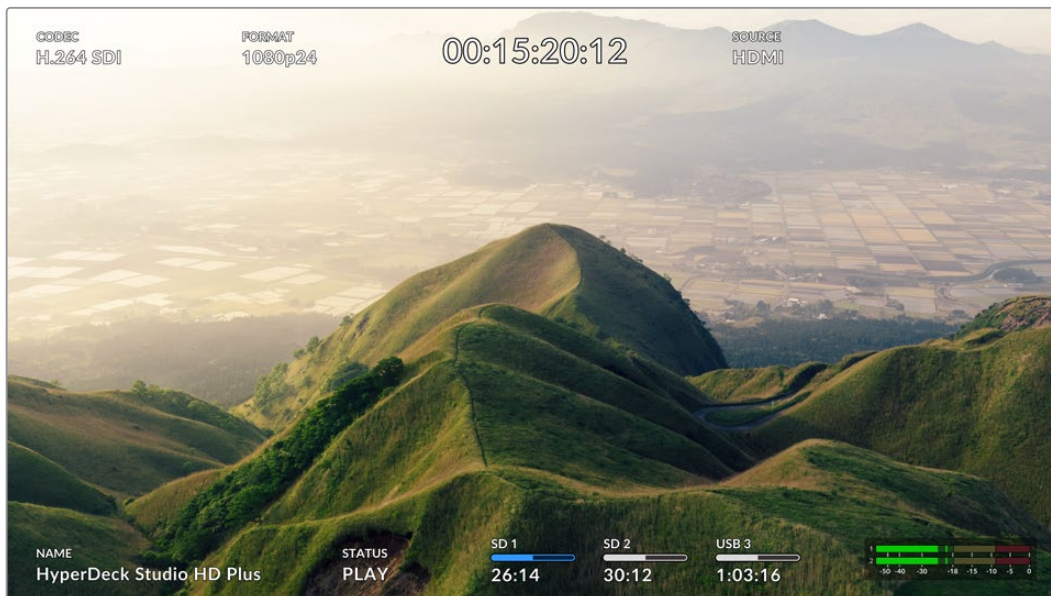 CODEC
H.264 SDI
FORMAT
1080p24
00:15:20:12
SOURCE
HDMI
NAME
HyperDeck Studio HD Plus
STATUS
PLAY
SD 1
26:14
SD 2
30:12
USB 3
1:03:16
1
2
-50 -40 -30 -18 -15 -10 -5 0